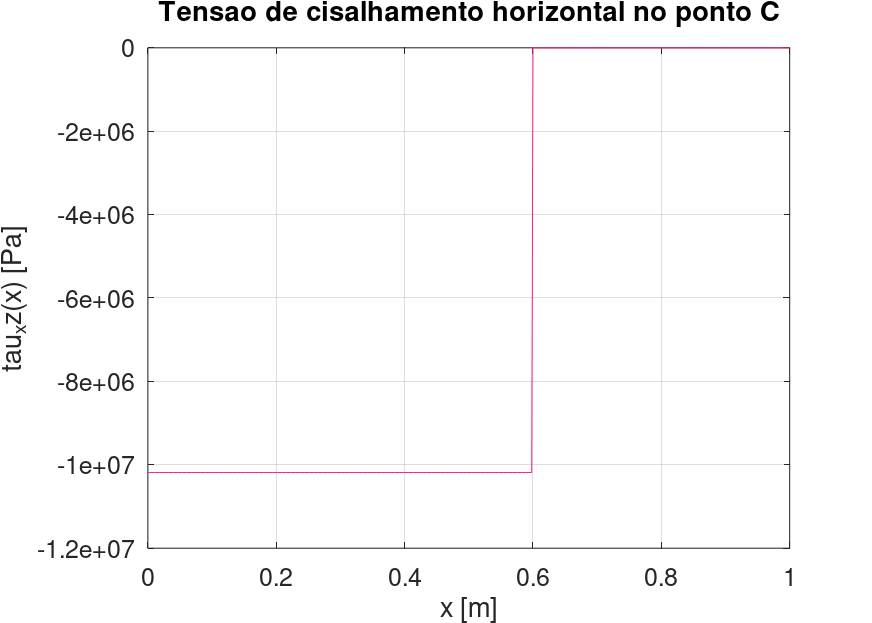 Tensao de cisalhamento horizontal no ponto C
0
-2e+06
-4e+06
-6e+06
-8e+06
-1e+07
-1.2e+07
tauₓz(x) [Pa]
0 0.2 0.4 0.6 0.8 1
x [m]